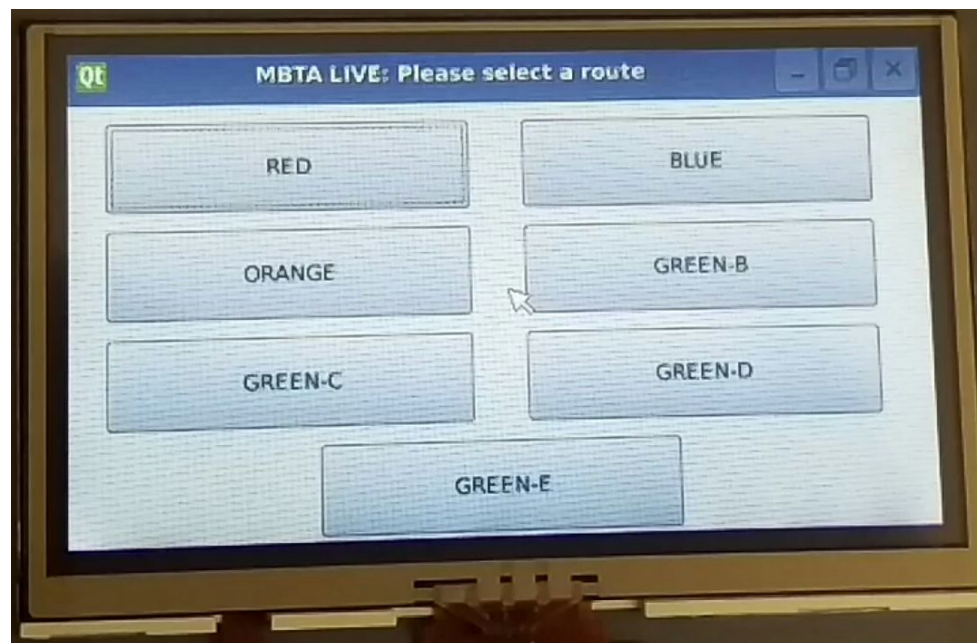 Qt MBTA LIVE: Please select a route
RED BLUE
ORANGE GREEN-B
GREEN-C GREEN-D
GREEN-E